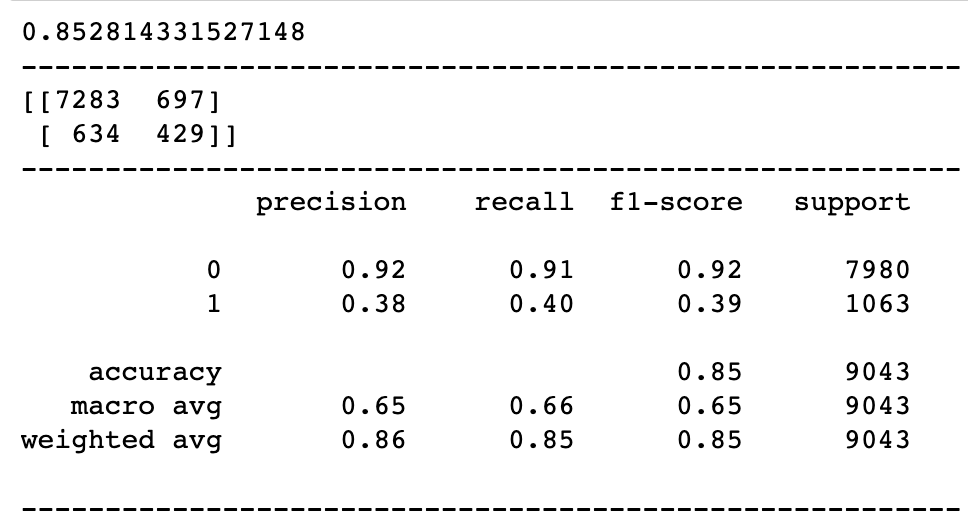 0.852814331527148
--------------------------------------------------------
[[7283  697]
 [ 634  429]]
--------------------------------------------------------
              precision    recall  f1-score   support

           0       0.92      0.91      0.92      7980
           1       0.38      0.40      0.39      1063

    accuracy                           0.85      9043
   macro avg       0.65      0.66      0.65      9043
weighted avg       0.86      0.85      0.85      9043

--------------------------------------------------------